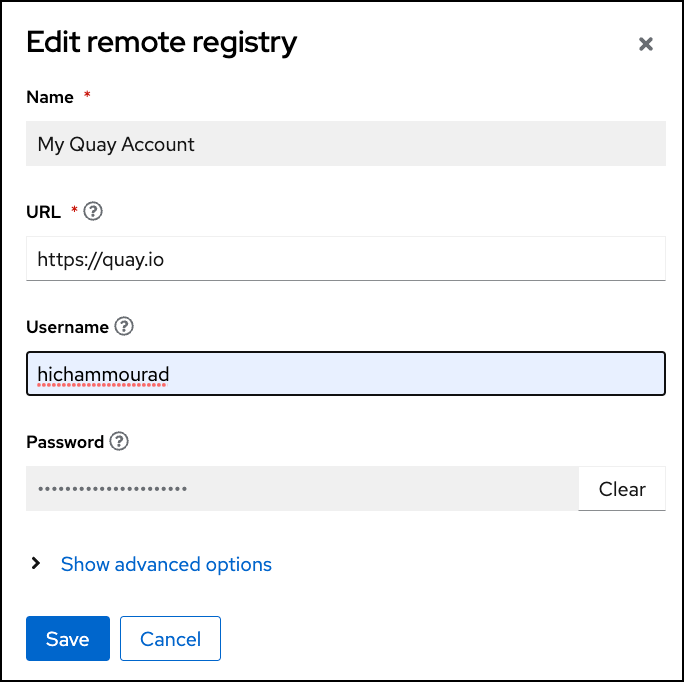 Edit remote registry
Name *
My Quay Account
URL * ?
https://quay.io
Username ?
hichammourad
Password ?
••••••••••••••••••••••
Clear
Show advanced options
Save Cancel